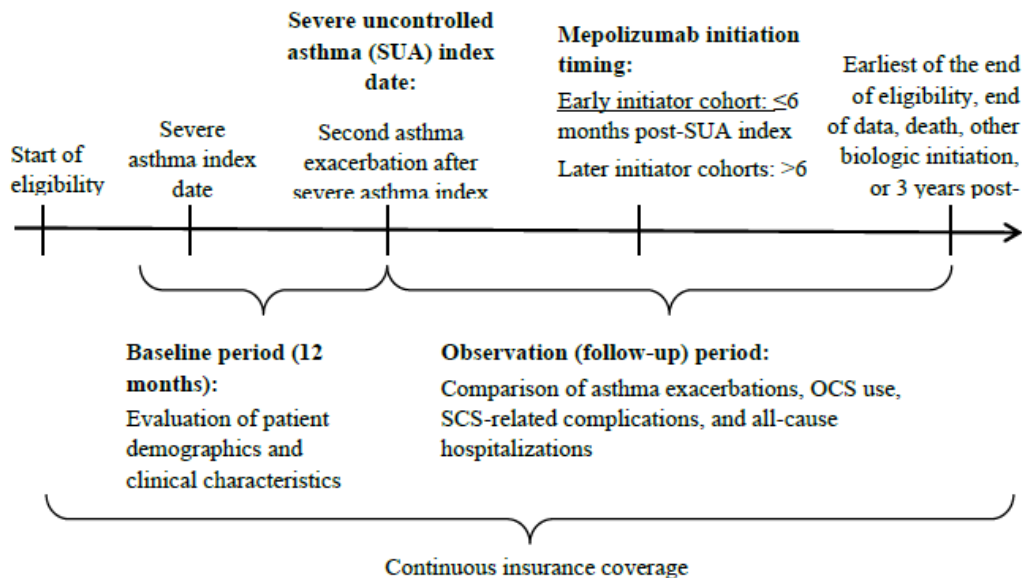 Start of
eligibility
Severe
asthma index
date
Severe uncontrolled
asthma (SUA) index
date:
Second asthma
exacerbation after
severe asthma index
Mepolizumab initiation
timing:
Early initiator cohort: ≤6
months post-SUA index
Later initiator cohorts: >6
Earliest of the end
of eligibility, end
of data, death, other
biologic initiation,
or 3 years post-
Baseline period (12
months):
Evaluation of patient
demographics and
clinical characteristics
Observation (follow-up) period:
Comparison of asthma exacerbations, OCS use,
SCS-related complications, and all-cause
hospitalizations
Continuous insurance coverage